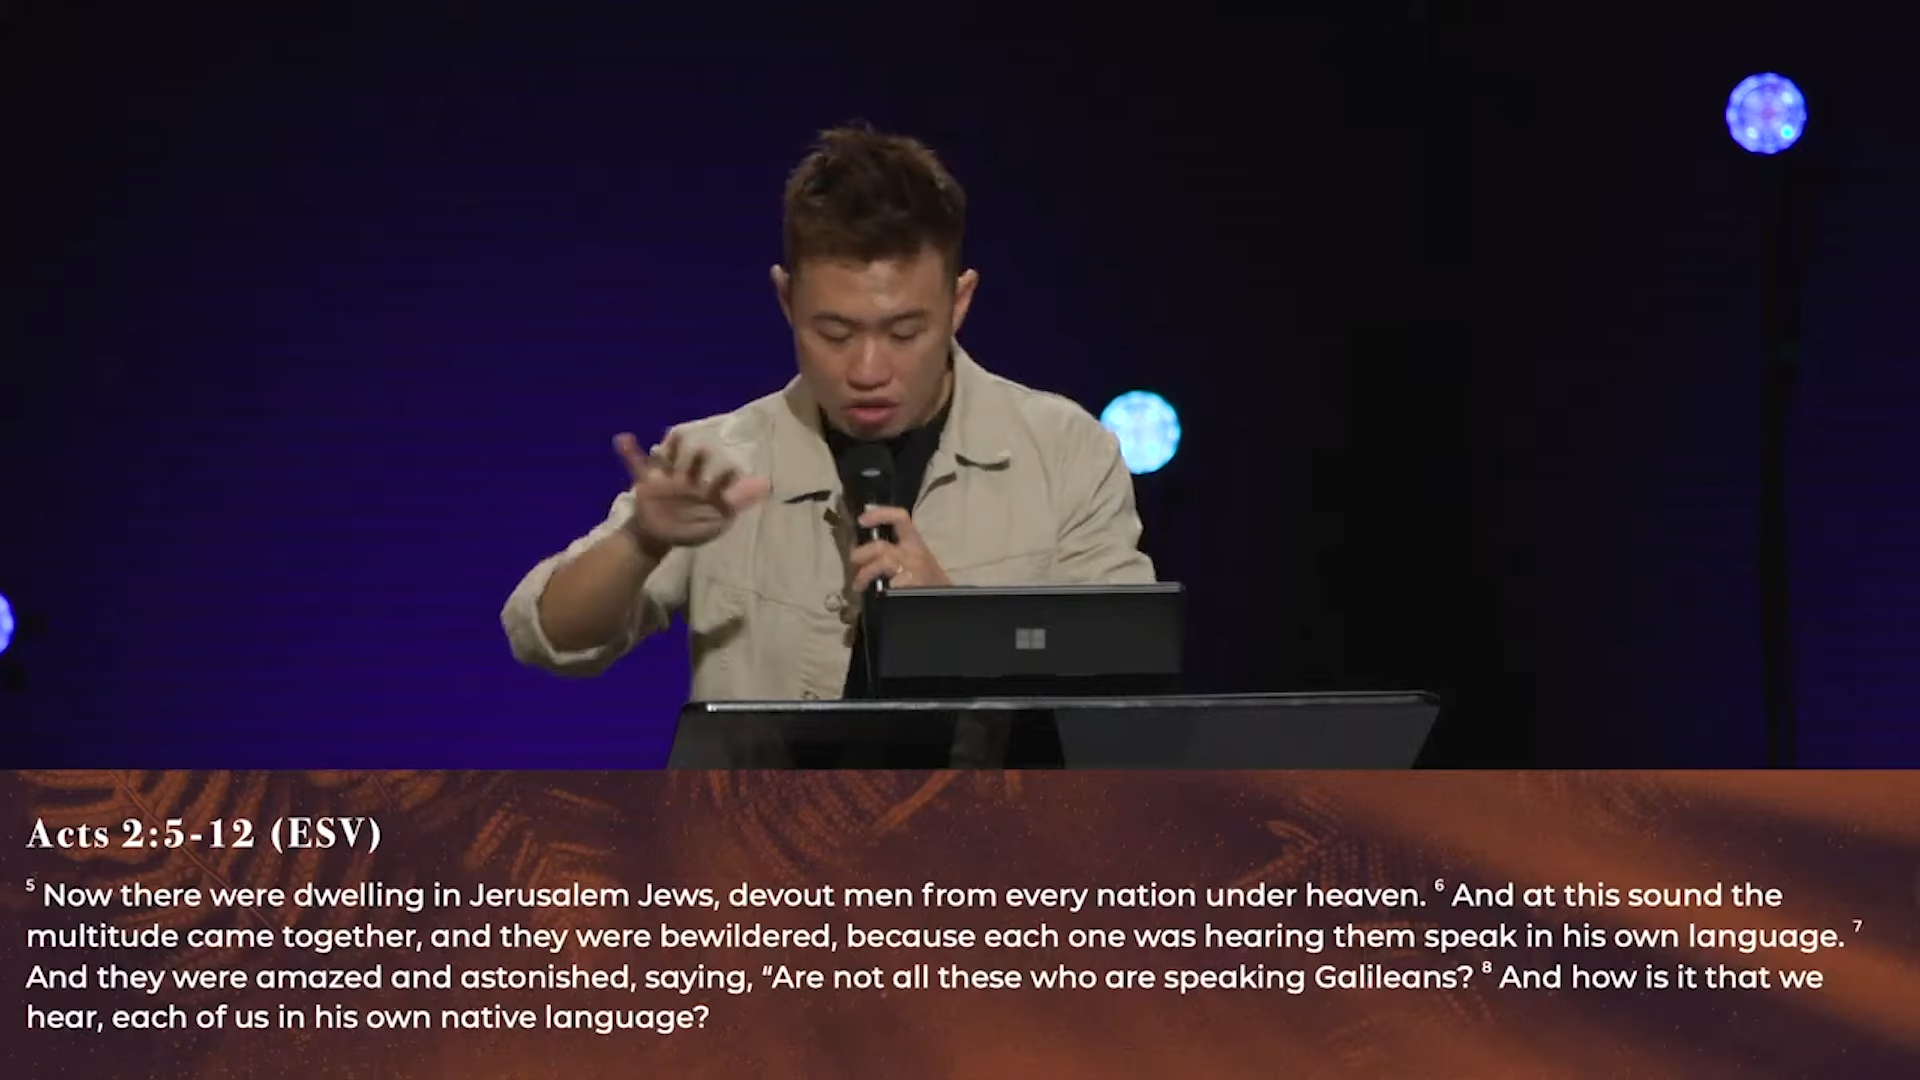 Acts 2:5-12 (ESV)
⁵ Now there were dwelling in Jerusalem Jews, devout men from every nation under heaven. ⁶ And at this sound the
multitude came together, and they were bewildered, because each one was hearing them speak in his own language. ⁷
And they were amazed and astonished, saying, “Are not all these who are speaking Galileans? ⁸ And how is it that we
hear, each of us in his own native language?